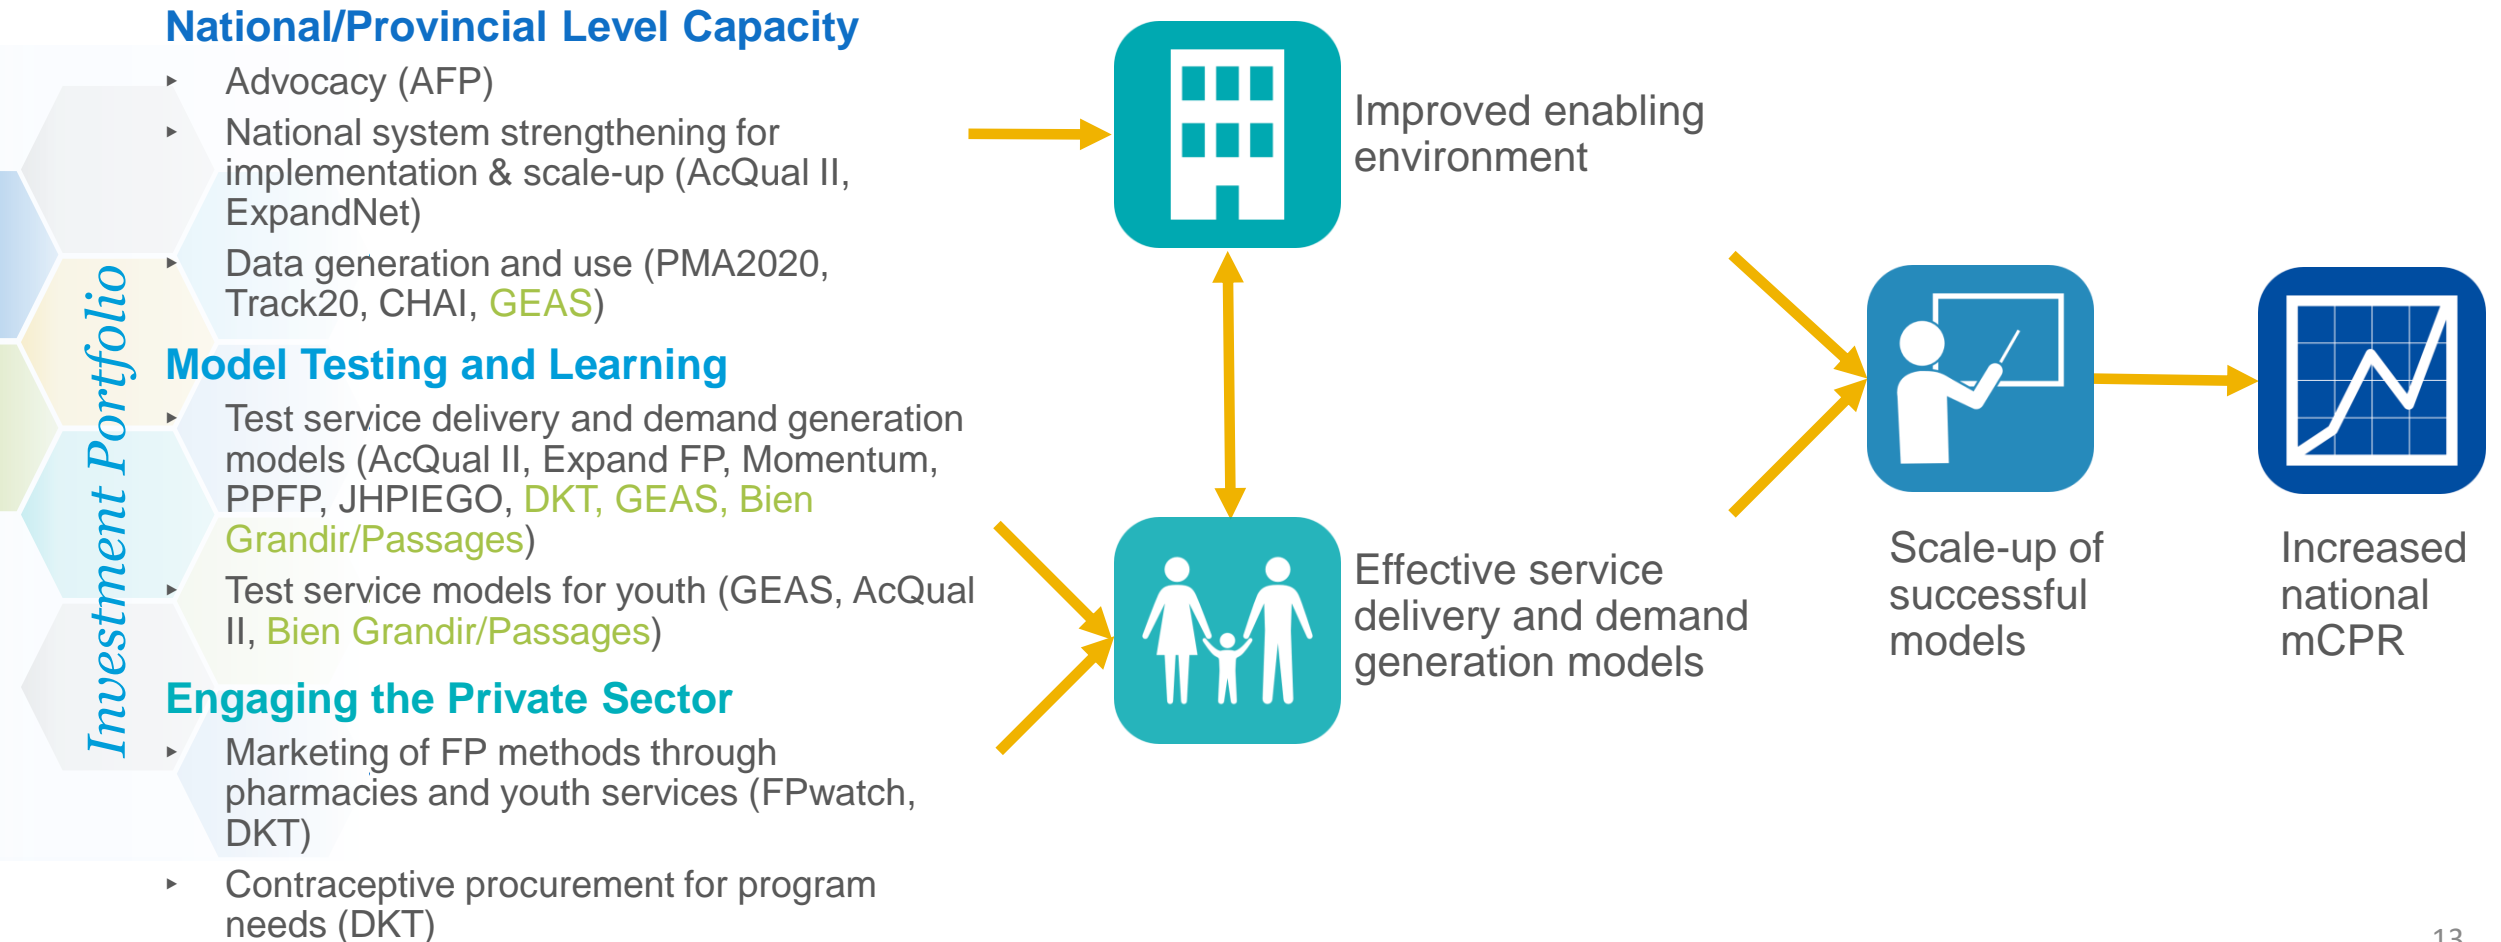 National/Provincial Level Capacity
‣ Advocacy (AFP)
‣ National system strengthening for
implementation & scale-up (AcQual II,
ExpandNet)
‣ Data generation and use (PMA2020,
Track20, CHAI, GEAS)
Model Testing and Learning
‣ Test service delivery and demand generation
models (AcQual II, Expand FP, Momentum,
PPFP, JHPIEGO, DKT, GEAS, Bien
Grandir/Passages)
‣ Test service models for youth (GEAS, AcQual
II, Bien Grandir/Passages)
Engaging the Private Sector
‣ Marketing of FP methods through
pharmacies and youth services (FPwatch,
DKT)
‣ Contraceptive procurement for program
needs (DKT)
Investment Portfolio
Improved enabling
environment
Effective service
delivery and demand
generation models
Scale-up of
successful
models
Increased
national
mCPR
13